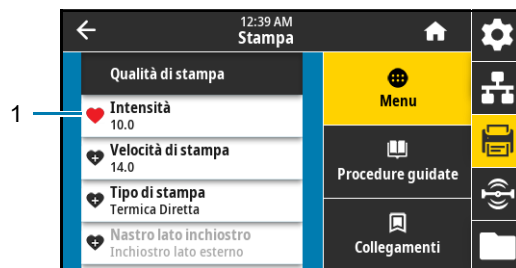 12:39 AM
Stampa
Qualità di stampa
1
Intensità
10.0
Velocità di stampa
14.0
Tipo di stampa
Termica Diretta
Nastro lato inchiostro
Inchiostro lato esterno
Menu
Procedure guidate
Collegamenti